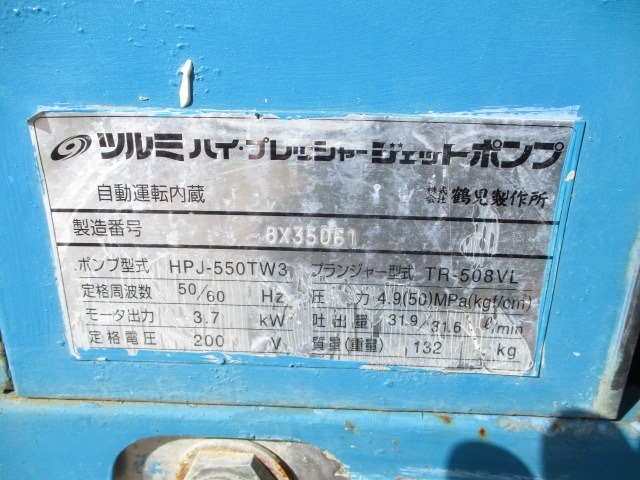 ツルミ ハイ・プレッシャージェットポンプ
自動運転内蔵 株式会社 鶴見製作所
製造番号 8X35061
ポンプ型式 HPJ-550TW3 プランジャー型式 TR-508VL
定格周波数 50/60 Hz 圧力 4.9(50)MPa(kgf/cm²)
モータ出力 3.7 kW 吐出量 31.9/31.6 ℓ/min
定格電圧 200 V 質量(重量) 132 kg